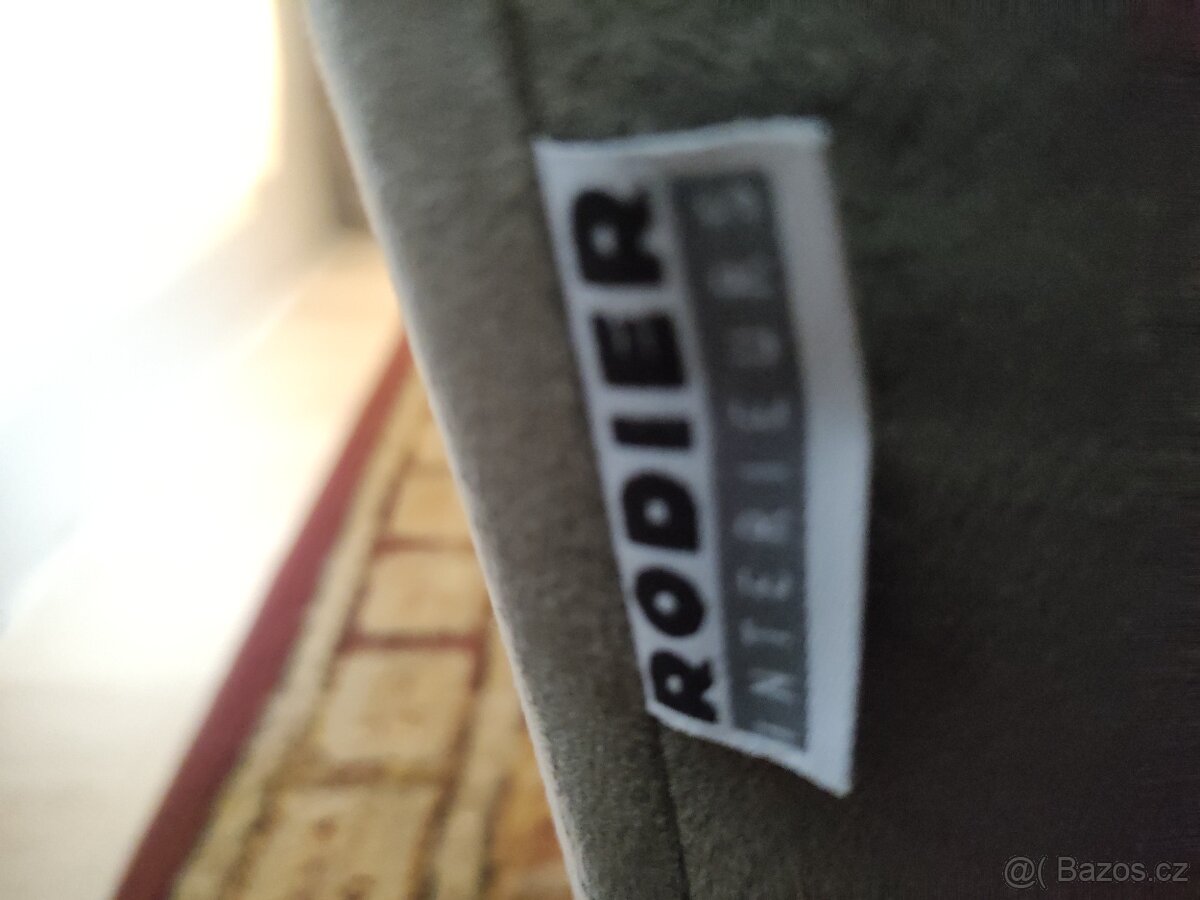 RODIER
INTERIEURS
@( Bazos.cz